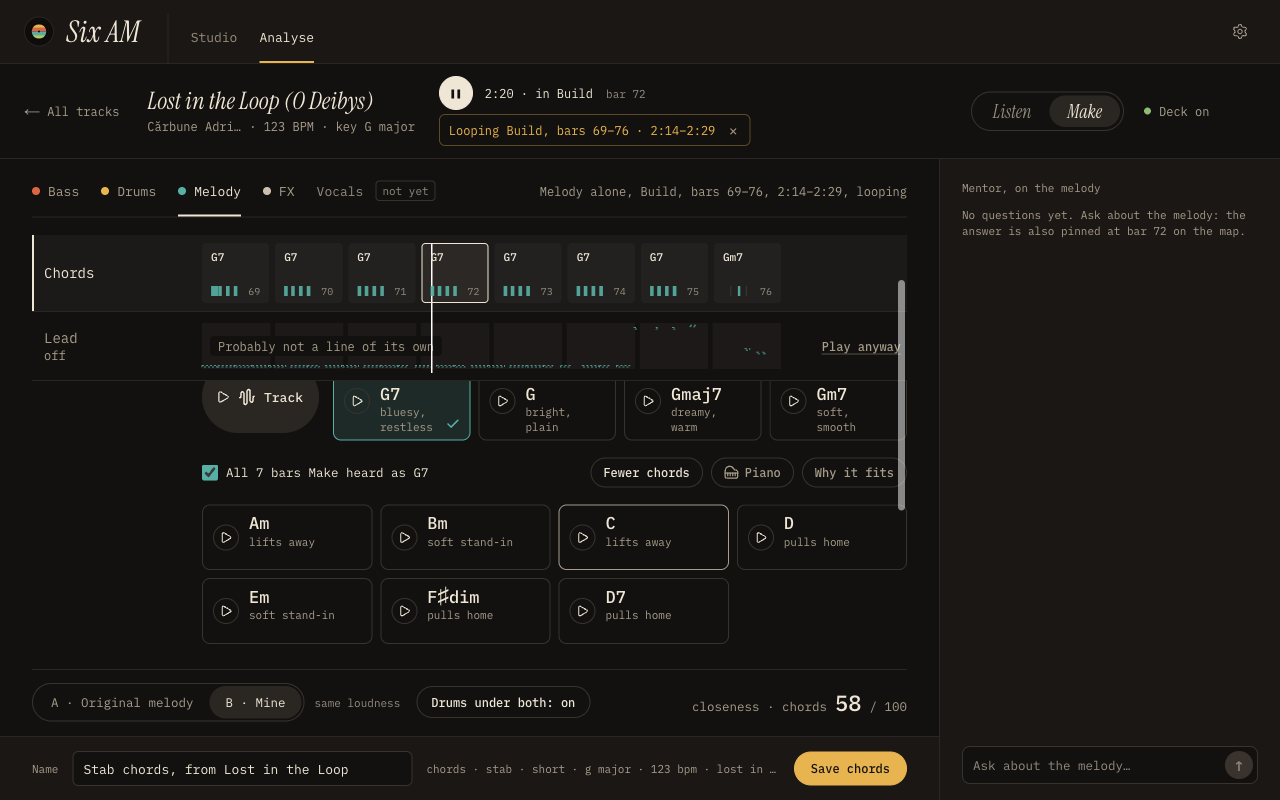 Six AM
Studio
Analyse
← All tracks
Lost in the Loop (O Deibys)
Cărbune Adri… · 123 BPM · key G major
2:20 · in Build bar 72
Looping Build, bars 69–76 · 2:14–2:29 ×
Listen
Make
Deck on
Bass
Drums
Melody
FX
Vocals
not yet
Melody alone, Build, bars 69–76, 2:14–2:29, looping
Mentor, on the melody
No questions yet. Ask about the melody: the
answer is also pinned at bar 72 on the map.
Chords
G7 G7 G7 G7 G7 G7 G7 Gm7
69 70 71 72 73 74 75 76
Lead
off
Probably not a line of its own
Play anyway
Track
G7
bluesy,
restless
G
bright,
plain
Gmaj7
dreamy,
warm
Gm7
soft,
smooth
All 7 bars Make heard as G7
Fewer chords
Piano
Why it fits
Am
lifts away
Bm
soft stand-in
C
lifts away
D
pulls home
Em
soft stand-in
F♯dim
pulls home
D7
pulls home
A · Original melody
B · Mine
same loudness
Drums under both: on
closeness · chords 58 / 100
Name
Stab chords, from Lost in the Loop
chords · stab · short · g major · 123 bpm · lost in …
Save chords
Ask about the melody…